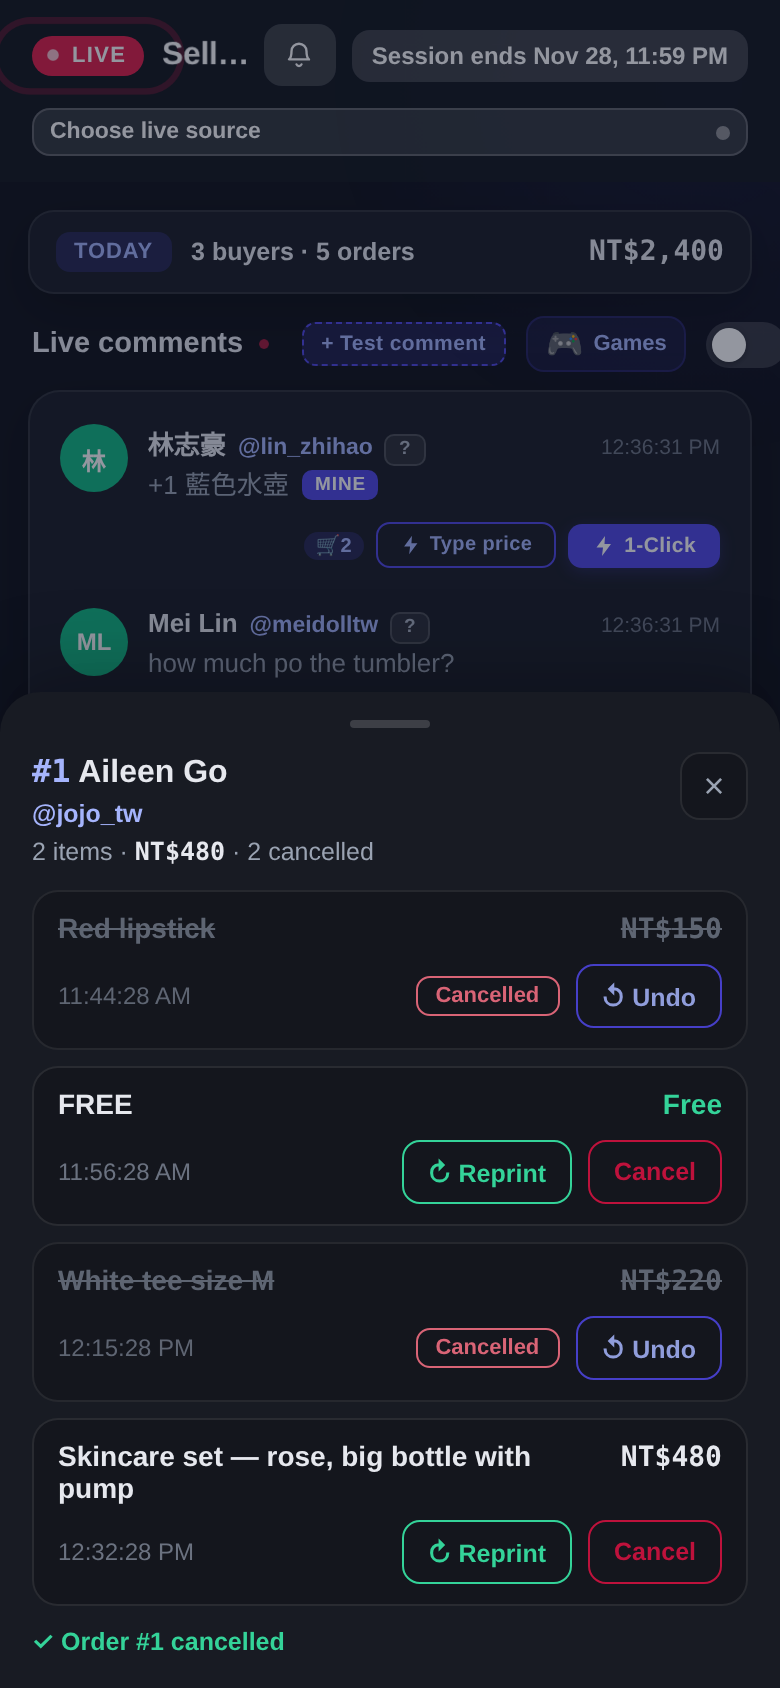 LIVE
Sell…
Session ends Nov 28, 11:59 PM
Choose live source
TODAY
3 buyers · 5 orders
NT$2,400
Live comments
+ Test comment
Games
林
林志豪 @lin_zhihao ?
12:36:31 PM
+1 藍色水壺 MINE
2
Type price
1-Click
ML
Mei Lin @meidolltw ?
12:36:31 PM
how much po the tumbler?
#1 Aileen Go
@jojo_tw
2 items · NT$480 · 2 cancelled
Red lipstick
NT$150
11:44:28 AM
Cancelled
Undo
FREE
Free
11:56:28 AM
Reprint
Cancel
White tee size M
NT$220
12:15:28 PM
Cancelled
Undo
Skincare set — rose, big bottle with
pump
NT$480
12:32:28 PM
Reprint
Cancel
✓ Order #1 cancelled